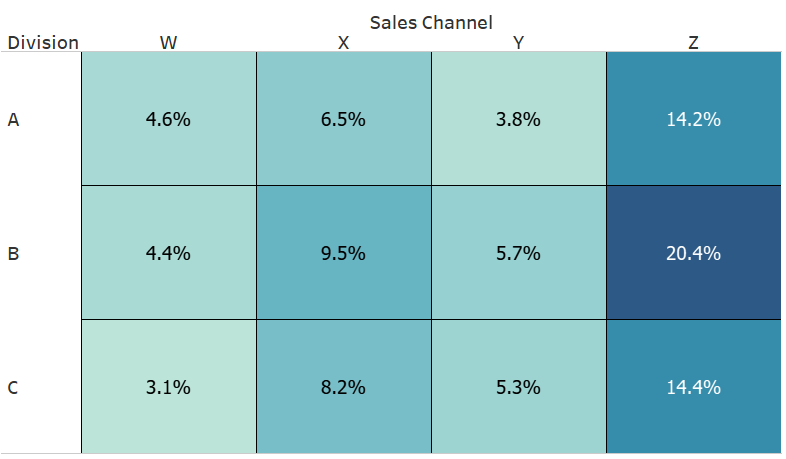 Sales Channel
Division W X Y Z
A 4.6% 6.5% 3.8% 14.2%
B 4.4% 9.5% 5.7% 20.4%
C 3.1% 8.2% 5.3% 14.4%